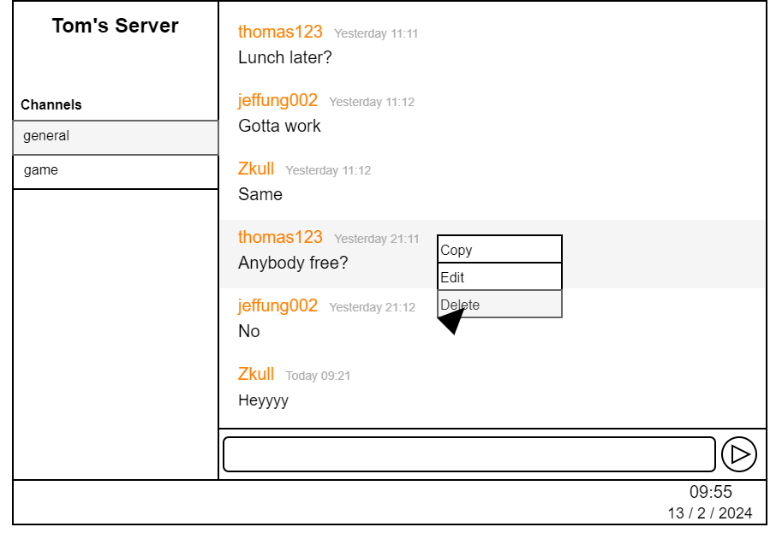 Tom's Server
Channels
general
game
thomas123 Yesterday 11:11
Lunch later?
jeffung002 Yesterday 11:12
Gotta work
Zkull Yesterday 11:12
Same
thomas123 Yesterday 21:11
Anybody free?
Copy
Edit
Delete
jeffung002 Yesterday 21:12
No
Zkull Today 09:21
Heyyyy
09:55
13 / 2 / 2024